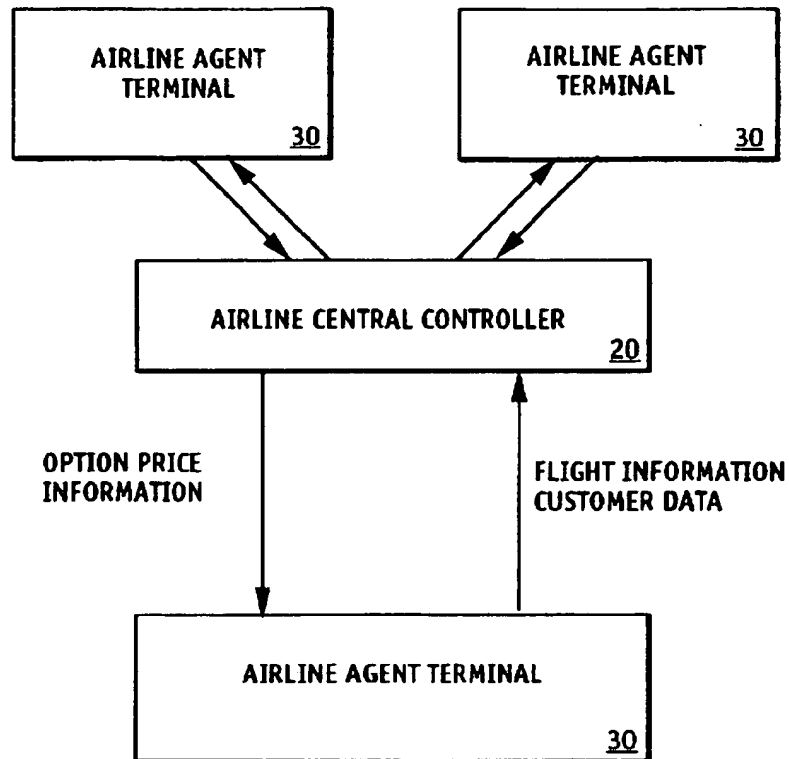 AIRLINE AGENT
TERMINAL
30
AIRLINE AGENT
TERMINAL
30
AIRLINE CENTRAL CONTROLLER
20
OPTION PRICE
INFORMATION
FLIGHT INFORMATION
CUSTOMER DATA
AIRLINE AGENT TERMINAL
30